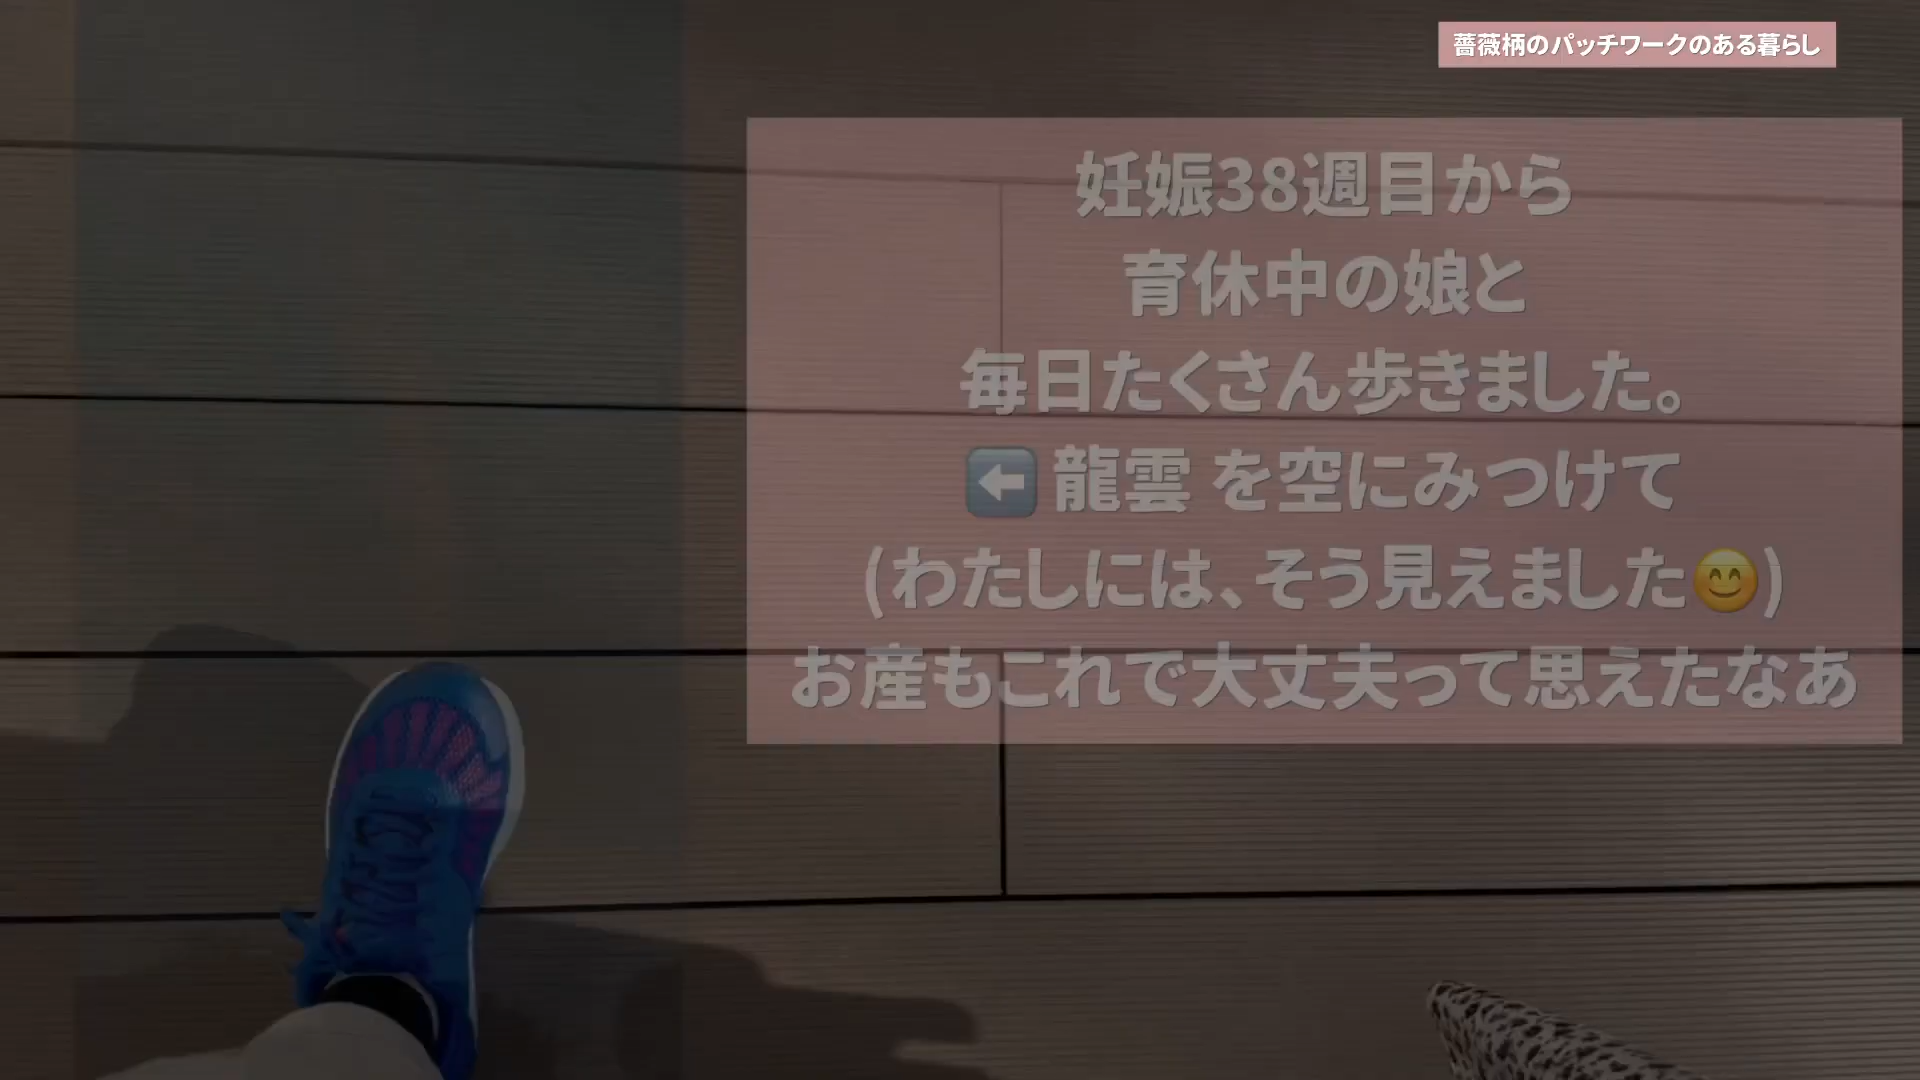 薔薇柄のパッチワークのある暮らし
妊娠38週目から
育休中の娘と
毎日たくさん歩きました。
⬅️ 龍雲 を空にみつけて
(わたしには、そう見えました😊)
お産もこれで大丈夫って思えたなあ